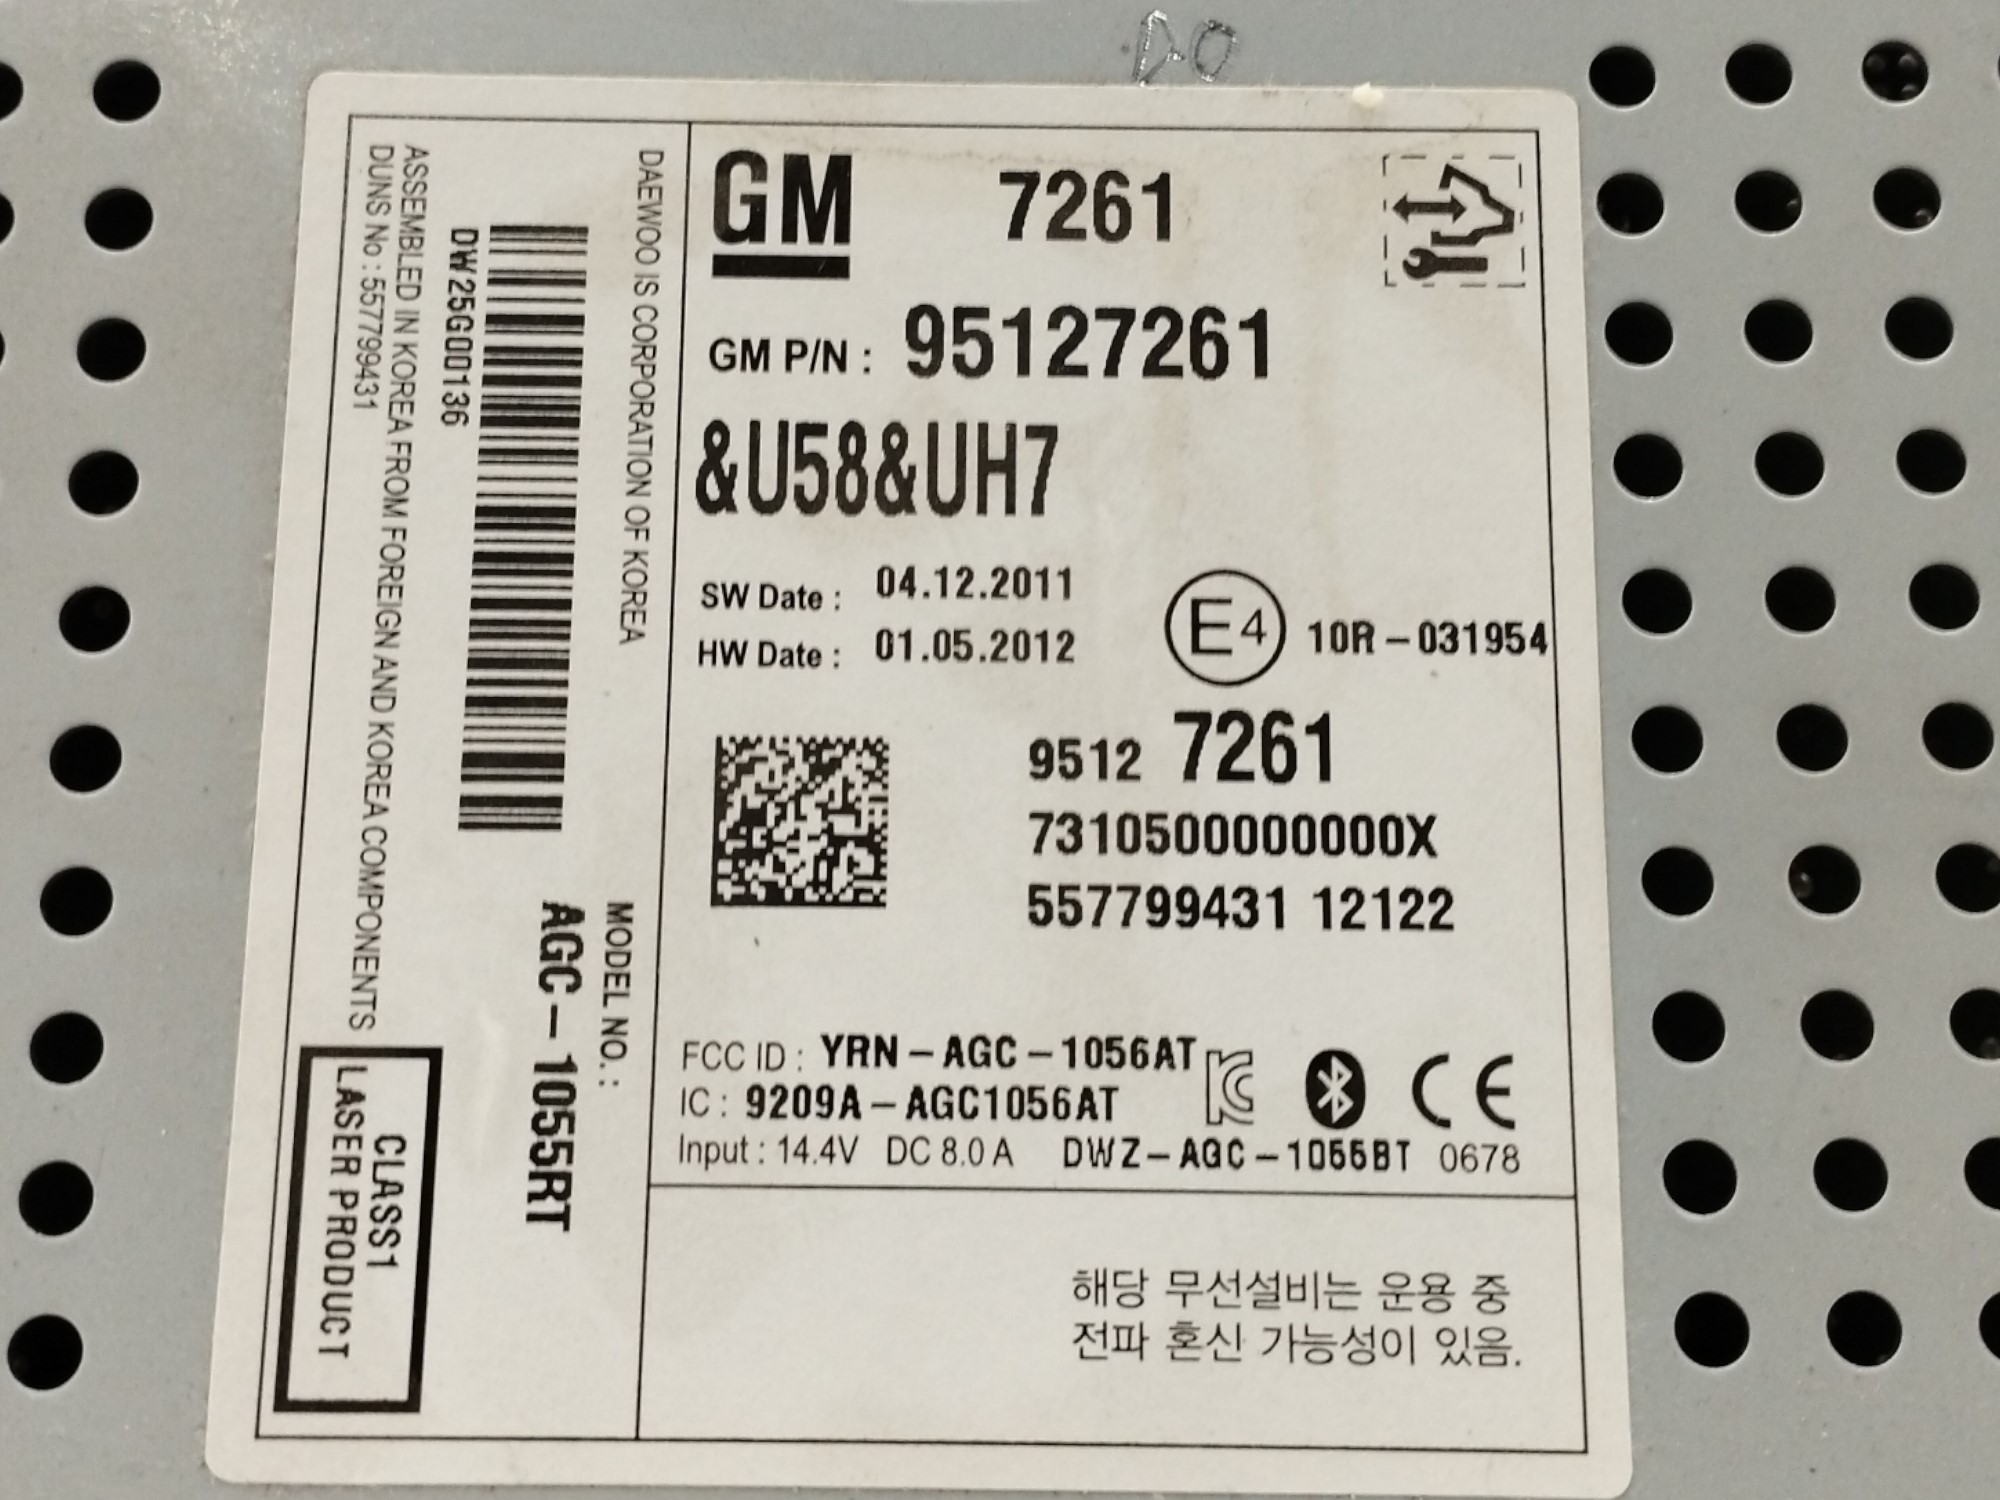 DO
GM 7261
GM P/N : 95127261
&U58&UH7
SW Date : 04.12.2011
HW Date : 01.05.2012
E4 10R-031954
9512 7261
7310500000000X
557799431 12122
FCC ID : YRN-AGC-1056AT
IC : 9209A-AGC1056AT
CE
Input : 14.4V DC 8.0 A DWZ-AGC-1055BT 0678
해당 무선설비는 운용 중
전파 혼신 가능성이 있음.
DAEWOO IS CORPORATION OF KOREA
MODEL NO. :
AGC-1055RT
DW25G000136
ASSEMBLED IN KOREA FROM FOREIGN AND KOREA COMPONENTS
DUNS No : 557799431
CLASS1
LASER PRODUCT